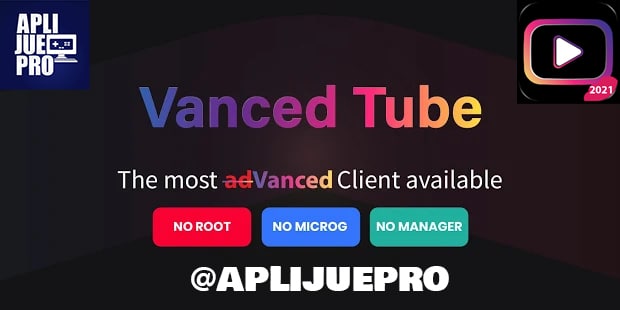 APLI
JUE
PRO
2021
Vanced Tube
The most adVanced Client available
NO ROOT
NO MICROG
NO MANAGER
@APLIJUEPRO